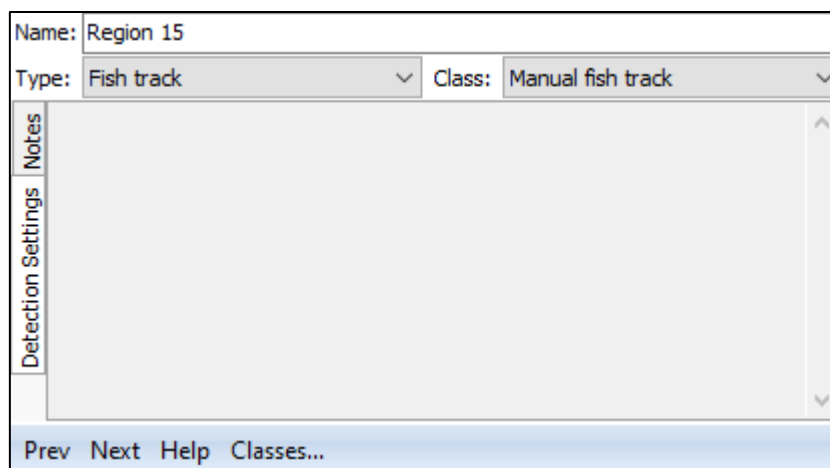 Name: Region 15
Type: Fish track Class: Manual fish track
Notes
Detection Settings
Prev Next Help Classes...